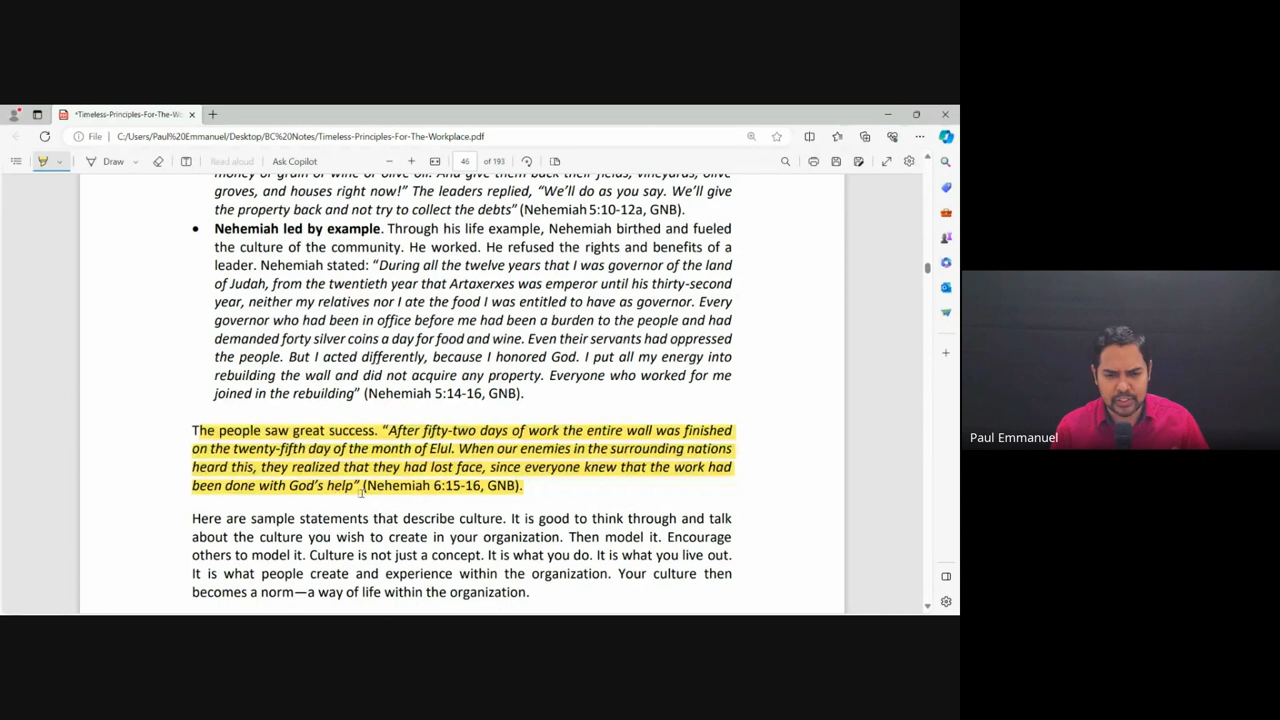 *Timeless-Principles-For-The-Wo
File
C:/Users/Paul%20Emmanuel/Desktop/BC%20Notes/Timeless-Principles-For-The-Workplace.pdf
Draw
Read aloud
Ask Copilot
46 of 193
money or grain or wine or olive oil. And give them back their fields, vineyards, olive
groves, and houses right now!" The leaders replied, "We'll do as you say. We'll give
the property back and not try to collect the debts" (Nehemiah 5:10-12a, GNB).
• Nehemiah led by example. Through his life example, Nehemiah birthed and fueled
the culture of the community. He worked. He refused the rights and benefits of a
leader. Nehemiah stated: "During all the twelve years that I was governor of the land
of Judah, from the twentieth year that Artaxerxes was emperor until his thirty-second
year, neither my relatives nor I ate the food I was entitled to have as governor. Every
governor who had been in office before me had been a burden to the people and had
demanded forty silver coins a day for food and wine. Even their servants had oppressed
the people. But I acted differently, because I honored God. I put all my energy into
rebuilding the wall and did not acquire any property. Everyone who worked for me
joined in the rebuilding" (Nehemiah 5:14-16, GNB).
The people saw great success. "After fifty-two days of work the entire wall was finished
on the twenty-fifth day of the month of Elul. When our enemies in the surrounding nations
heard this, they realized that they had lost face, since everyone knew that the work had
been done with God's help" (Nehemiah 6:15-16, GNB).
Here are sample statements that describe culture. It is good to think through and talk
about the culture you wish to create in your organization. Then model it. Encourage
others to model it. Culture is not just a concept. It is what you do. It is what you live out.
It is what people create and experience within the organization. Your culture then
becomes a norm—a way of life within the organization.
Paul Emmanuel